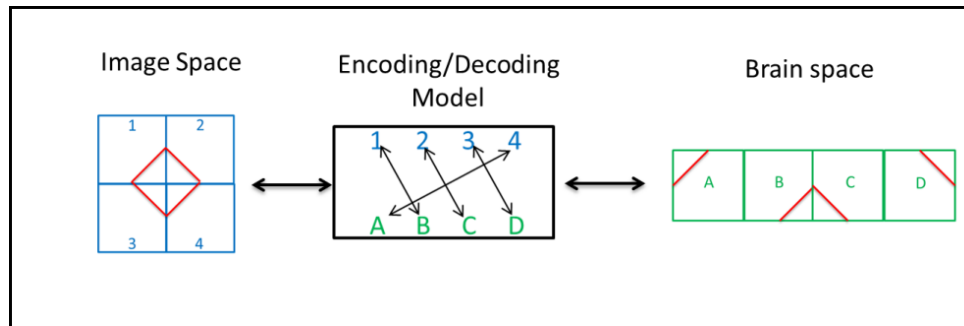 Image Space
1 2
3 4
Encoding/Decoding
Model
1 2 3 4
A B C D
Brain space
A B C D